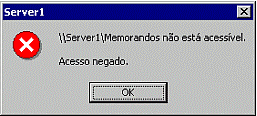 Server1
\\Server1\Memorandos não está acessível.
Acesso negado.
OK